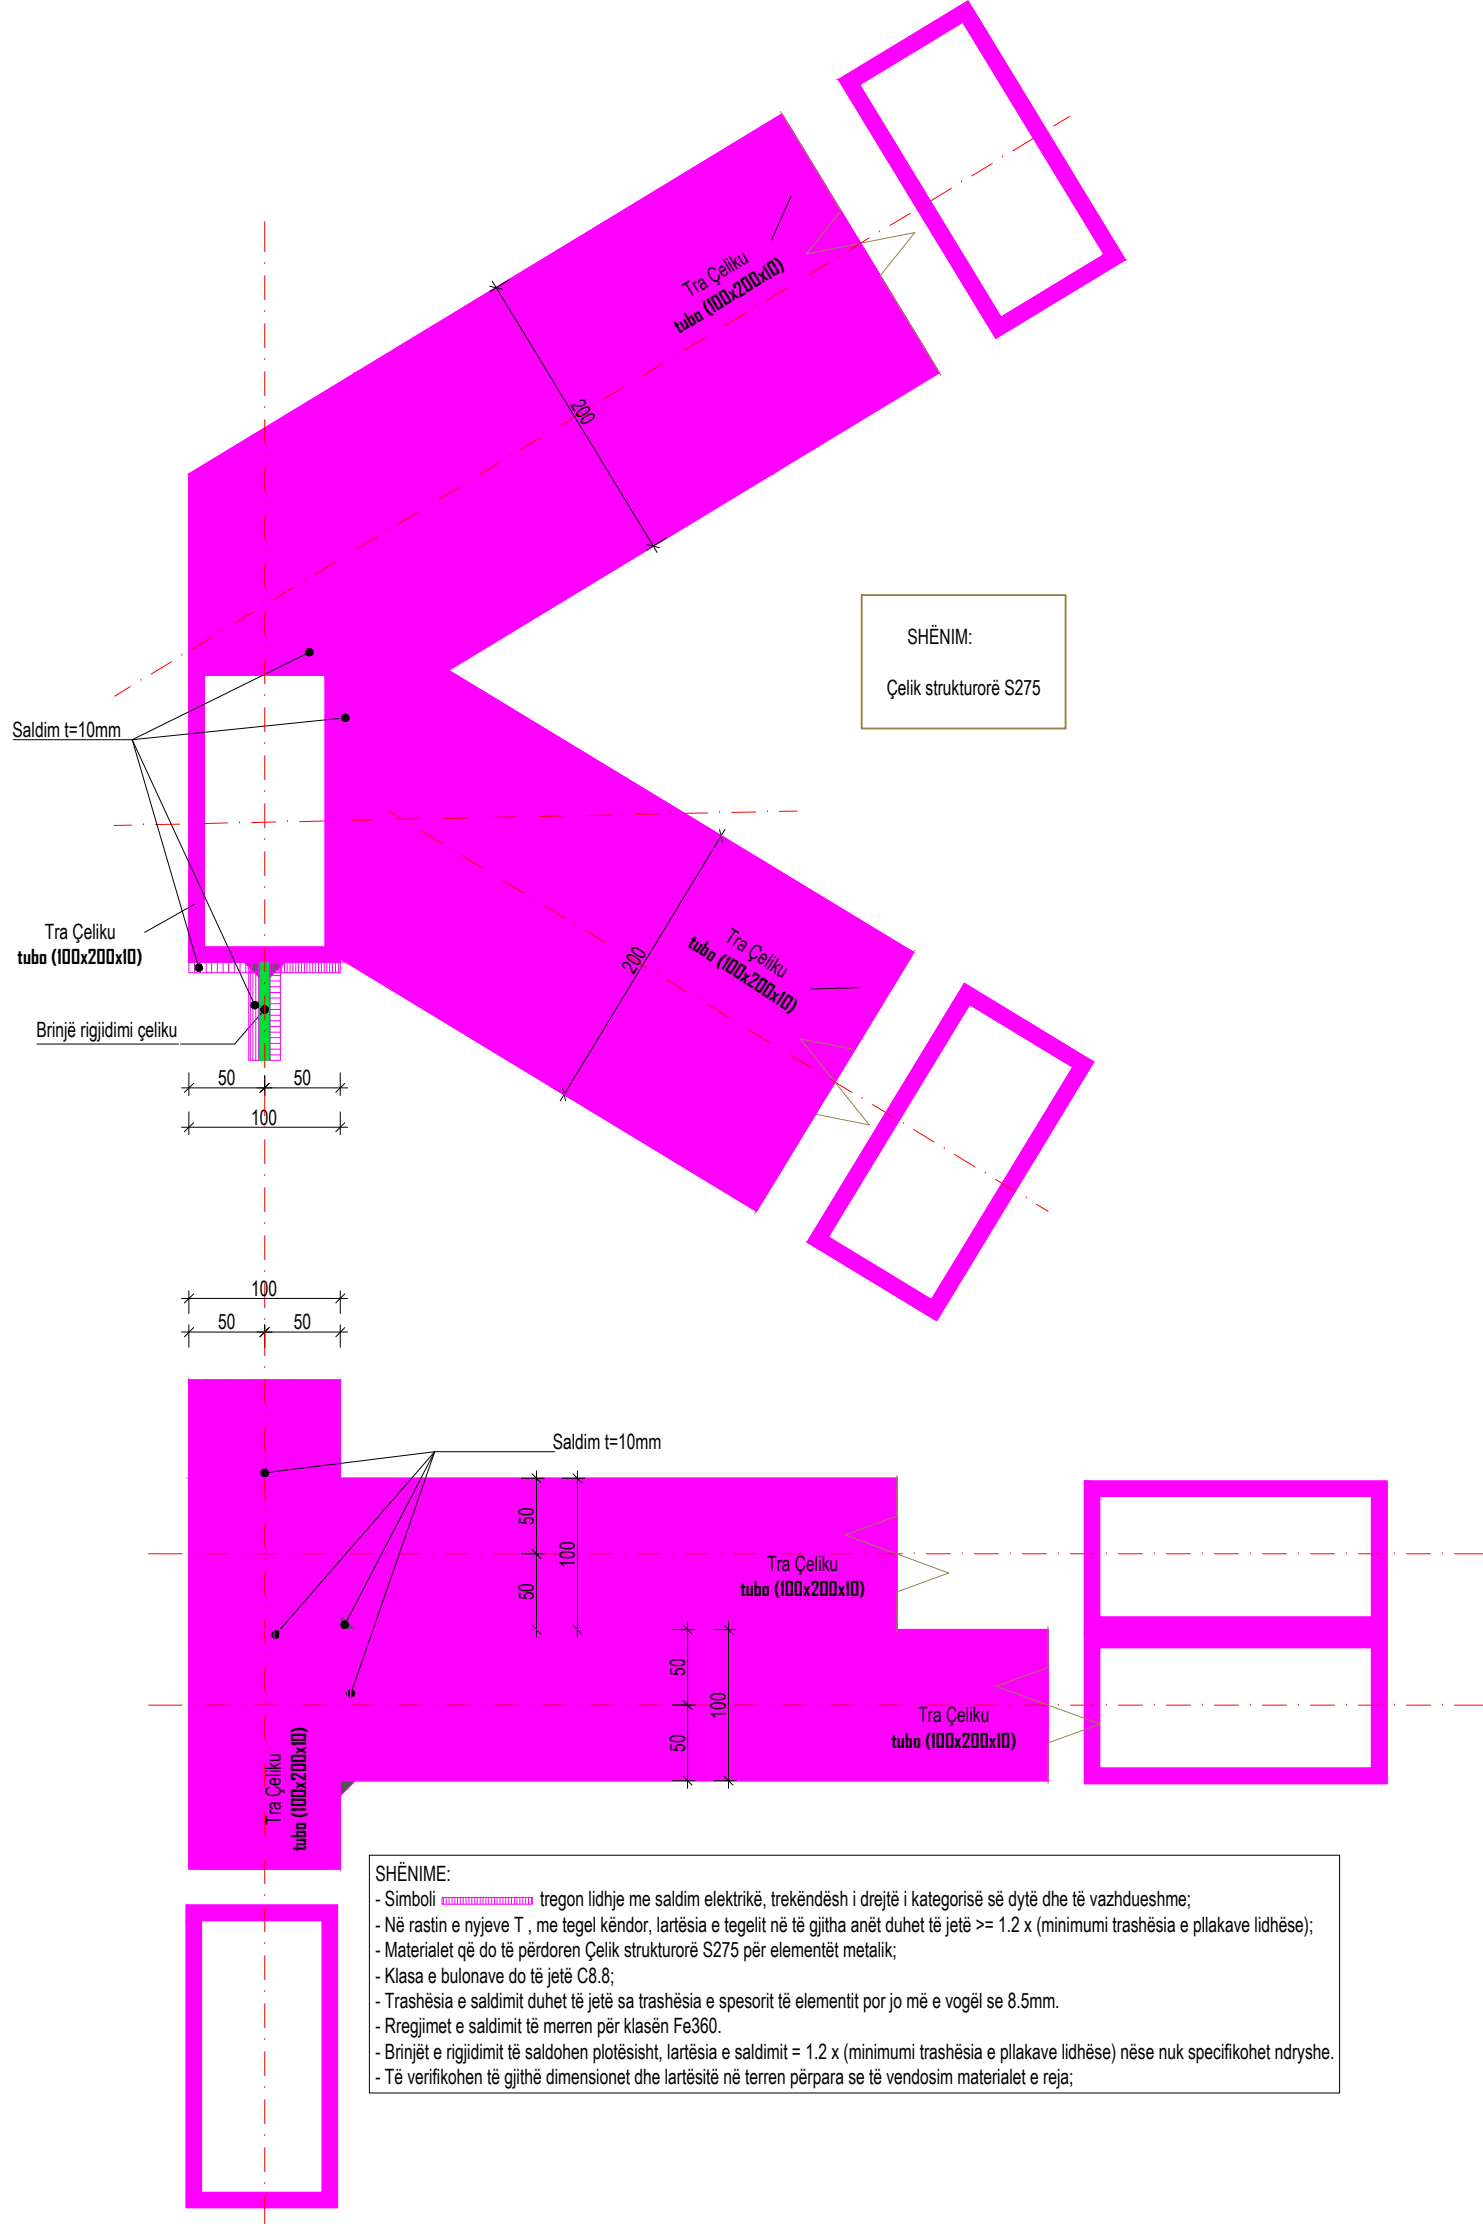 Tra Çeliku
tubo (100x200x10)
200
SHËNIM:
Çelik strukturorë S275
Saldim t=10mm
Tra Çeliku
tubo (100x200x10)
200
Tra Çeliku
tubo (100x200x10)
Brinjë rigjidimi çeliku
50
50
100
100
50
50
Saldim t=10mm
50
100
50
Tra Çeliku
tubo (100x200x10)
50
100
50
Tra Çeliku
tubo (100x200x10)
Tra Çeliku
tubo (100x200x10)
SHËNIME:
- Simboli tregon lidhje me saldim elektrikë, trekëndësh i drejtë i kategorisë së dytë dhe të vazhdueshme;
- Në rastin e nyjeve T , me tegel këndor, lartësia e tegelit në të gjitha anët duhet të jetë >= 1.2 x (minimumi trashësia e pllakave lidhëse);
- Materialet që do të përdoren Çelik strukturorë S275 për elementët metalik;
- Klasa e bulonave do të jetë C8.8;
- Trashësia e saldimit duhet të jetë sa trashësia e spesorit të elementit por jo më e vogël se 8.5mm.
- Rregjimet e saldimit të merren për klasën Fe360.
- Brinjët e rigjidimit të saldohen plotësisht, lartësia e saldimit = 1.2 x (minimumi trashësia e pllakave lidhëse) nëse nuk specifikohet ndryshe.
- Të verifikohen të gjithë dimensionet dhe lartësitë në terren përpara se të vendosim materialet e reja;